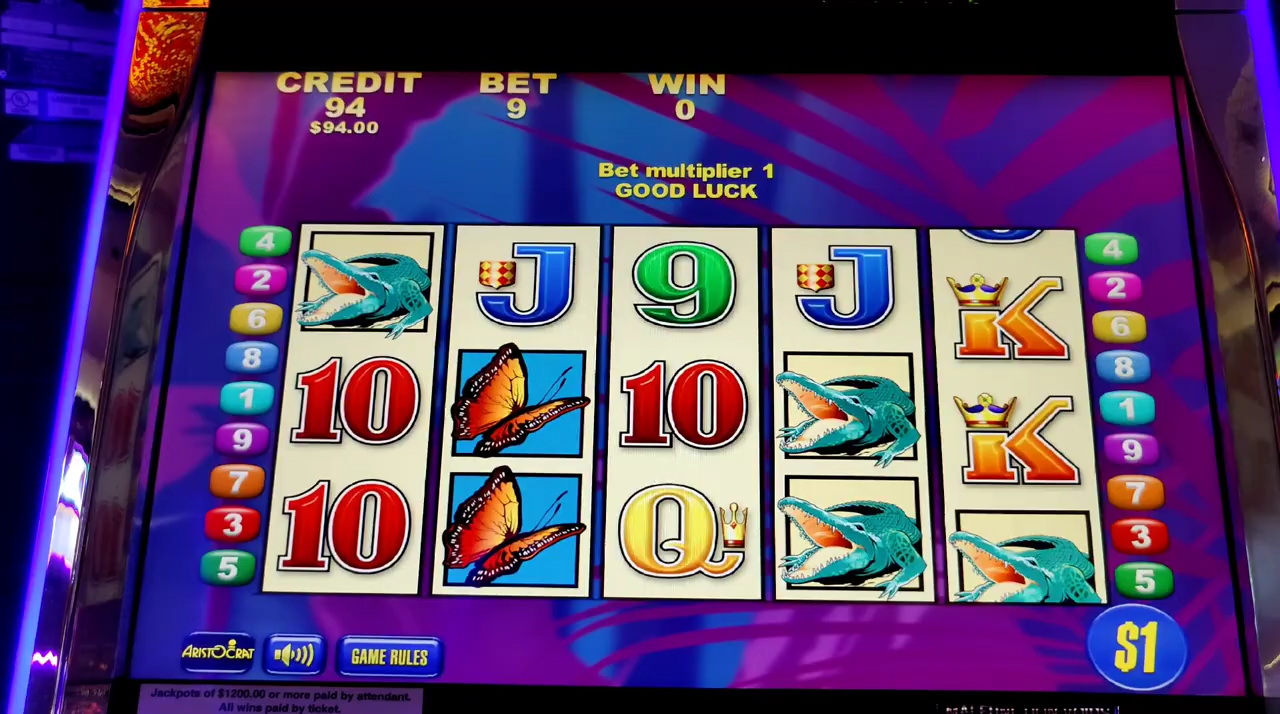 CREDIT BET WIN
94 9 0
$94.00
Bet multiplier 1
GOOD LUCK
4 J 9 J 4
2 K 2
6 6
8 8
1 10 10 1
9 K 9
7 7
3 10 Q 3
5 5
ARISTOCRAT GAME RULES $1
Jackpots of $1200.00 or more paid by attendant.
All wins paid by ticket.